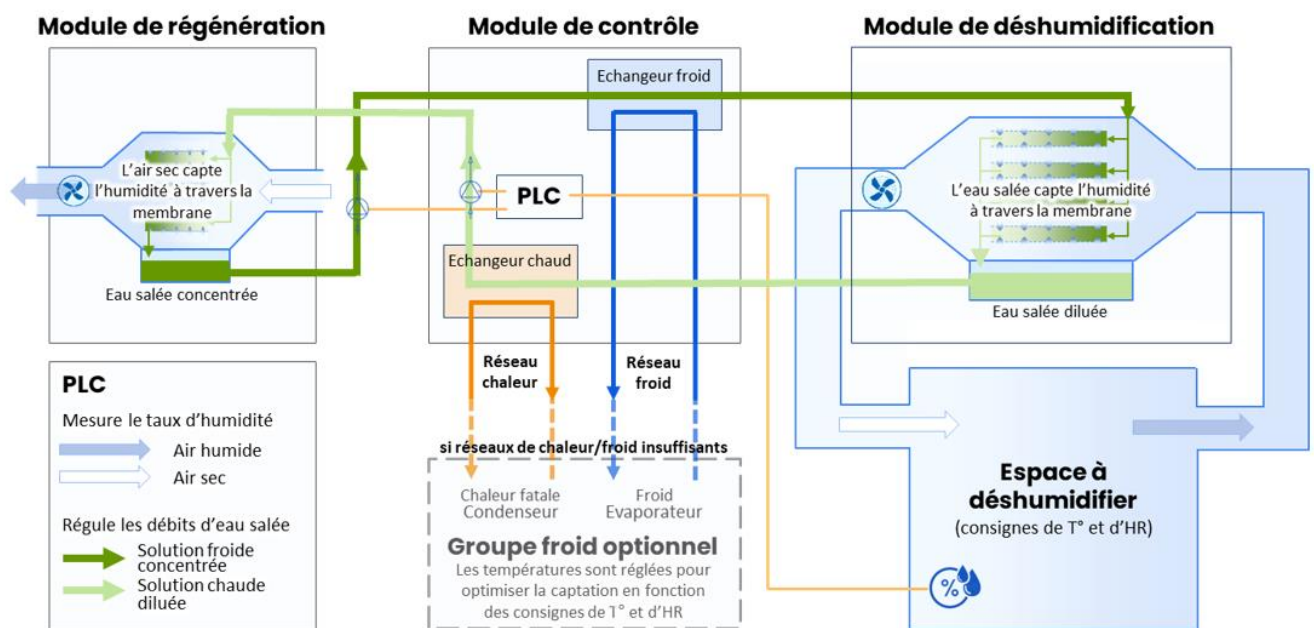 Module de régénération
Module de contrôle
Module de déshumidification
Echangeur froid
L'air sec capte
l'humidité à travers la
membrane
PLC
L'eau salée capte l'humidité
à travers la membrane
Echangeur chaud
Eau salée concentrée
Eau salée diluée
Réseau
chaleur
Réseau
froid
PLC
Mesure le taux d'humidité
Air humide
Air sec
Régule les débits d'eau salée
Solution froide
concentrée
Solution chaude
diluée
si réseaux de chaleur/froid insuffisants
Chaleur fatale
Condenseur
Froid
Evaporateur
Groupe froid optionnel
Les températures sont réglées pour
optimiser la captation en fonction
des consignes de T° et d'HR
Espace à
déshumidifier
(consignes de T° et d'HR)
%